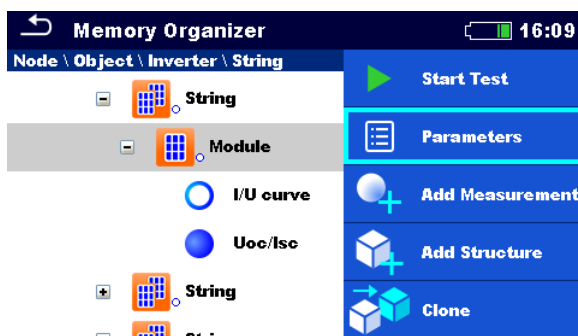 Memory Organizer
16:09
Node \ Object \ Inverter \ String
String
Module
I/U curve
Uoc/Isc
String
Start Test
Parameters
Add Measurement
Add Structure
Clone